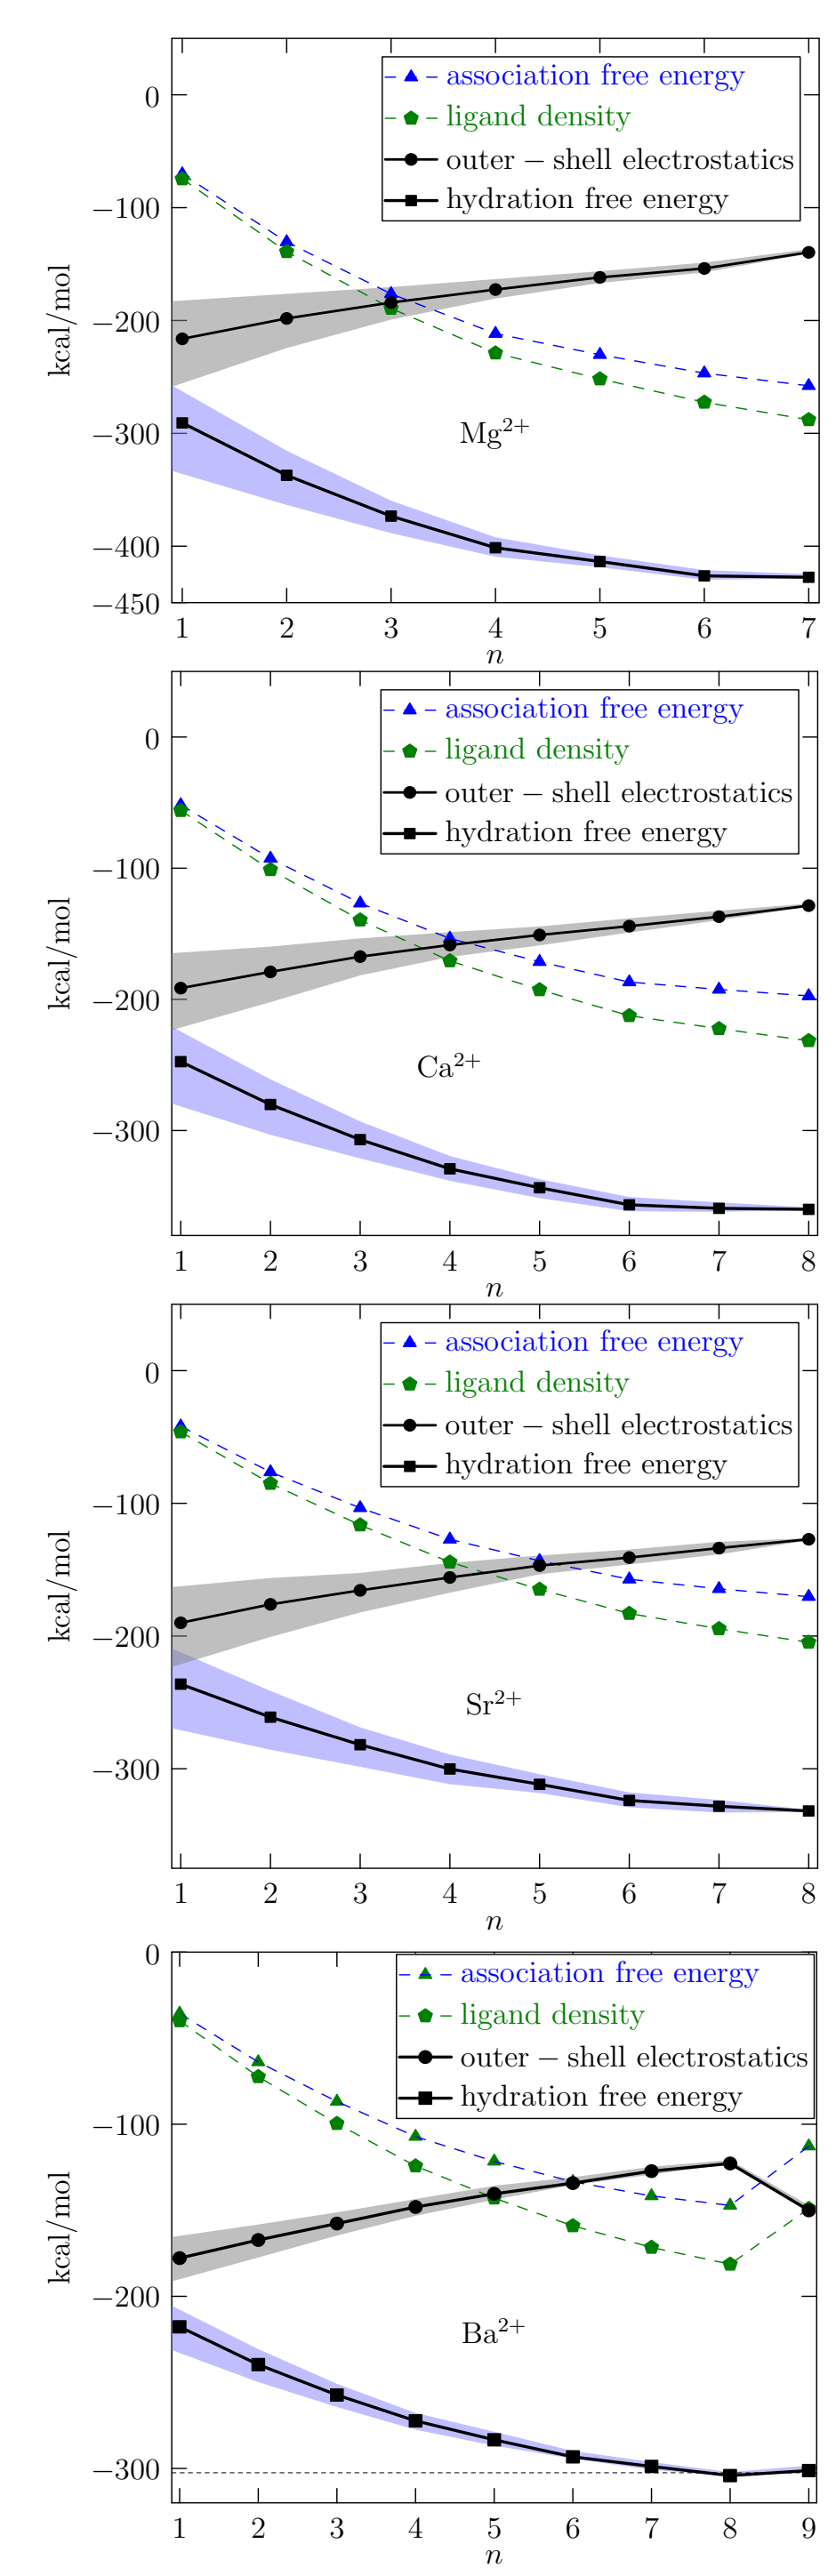 association free energy
ligand density
outer – shell electrostatics
hydration free energy
0
−100
−200
−300
−400
−450
kcal/mol
Mg2+
1 2 3 4 5 6 7
n
association free energy
ligand density
outer – shell electrostatics
hydration free energy
0
−100
−200
−300
kcal/mol
Ca2+
1 2 3 4 5 6 7 8
n
association free energy
ligand density
outer – shell electrostatics
hydration free energy
0
−100
−200
−300
kcal/mol
Sr2+
1 2 3 4 5 6 7 8
n
association free energy
ligand density
outer – shell electrostatics
hydration free energy
0
−100
−200
−300
kcal/mol
Ba2+
1 2 3 4 5 6 7 8 9
n